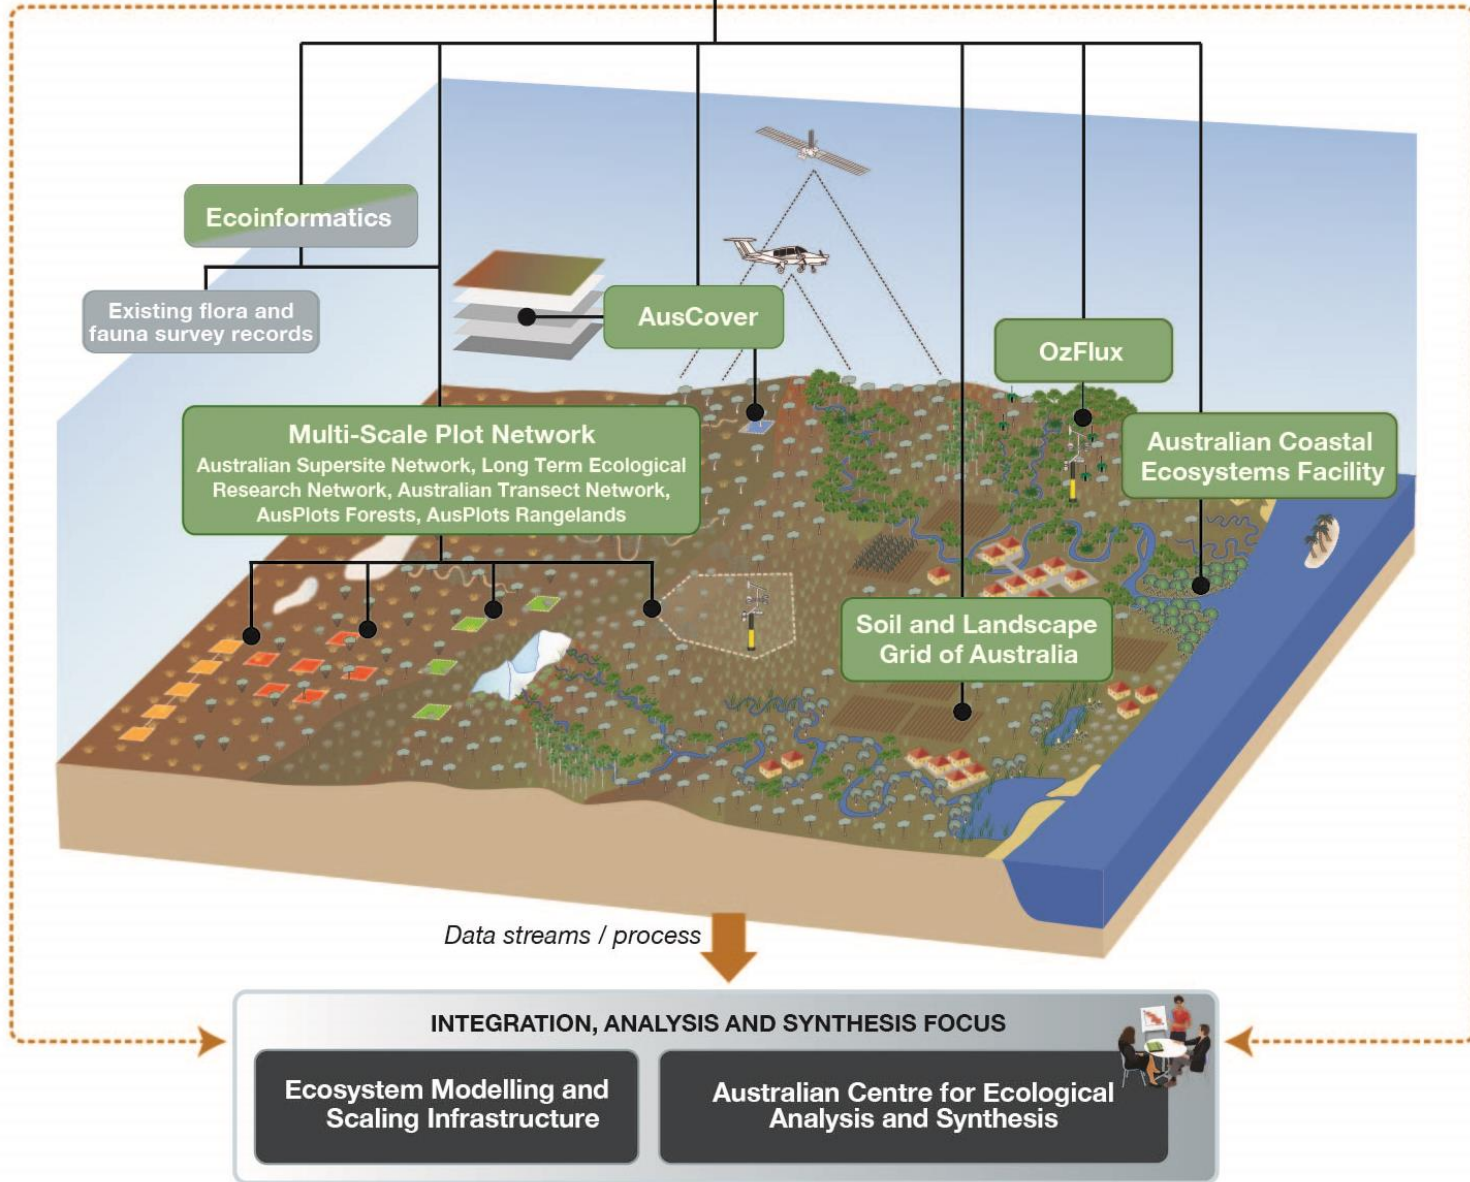 Ecoinformatics
Existing flora and
fauna survey records
AusCover
OzFlux
Multi-Scale Plot Network
Australian Supersite Network, Long Term Ecological
Research Network, Australian Transect Network,
AusPlots Forests, AusPlots Rangelands
Australian Coastal
Ecosystems Facility
Soil and Landscape
Grid of Australia
Data streams / process
INTEGRATION, ANALYSIS AND SYNTHESIS FOCUS
Ecosystem Modelling and
Scaling Infrastructure
Australian Centre for Ecological
Analysis and Synthesis